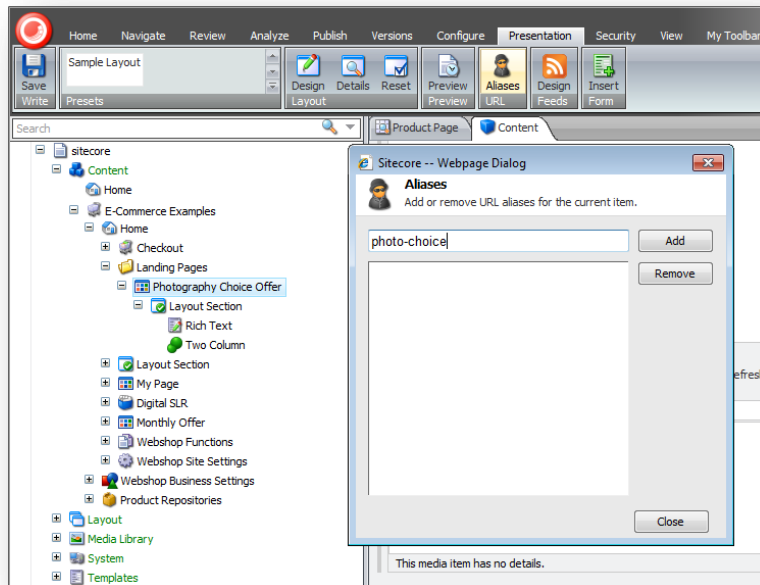 Home Navigate Review Analyze Publish Versions Configure Presentation Security View My Toolbar
Sample Layout
Save
Write
Presets
Design Details Reset
Layout
Preview
Preview
Aliases
URL
Design
Feeds
Insert
Form
Search
Product Page Content
sitecore
Content
Home
E-Commerce Examples
Home
Checkout
Landing Pages
Photography Choice Offer
Layout Section
Rich Text
Two Column
Layout Section
My Page
Digital SLR
Monthly Offer
Webshop Functions
Webshop Site Settings
Webshop Business Settings
Product Repositories
Layout
Media Library
System
Templates
Sitecore -- Webpage Dialog
Aliases
Add or remove URL aliases for the current item.
photo-choice
Add
Remove
Close
This media item has no details.